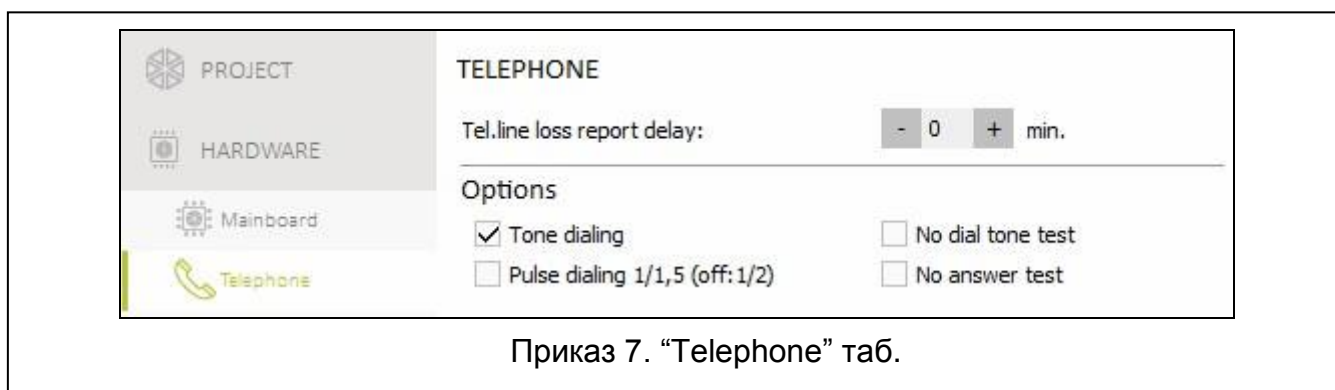 PROJECT
HARDWARE
Mainboard
Telephone
TELEPHONE
Tel.line loss report delay: - 0 + min.
Options
Tone dialing No dial tone test
Pulse dialing 1/1,5 (off:1/2) No answer test
Приказ 7. “Telephone” таб.